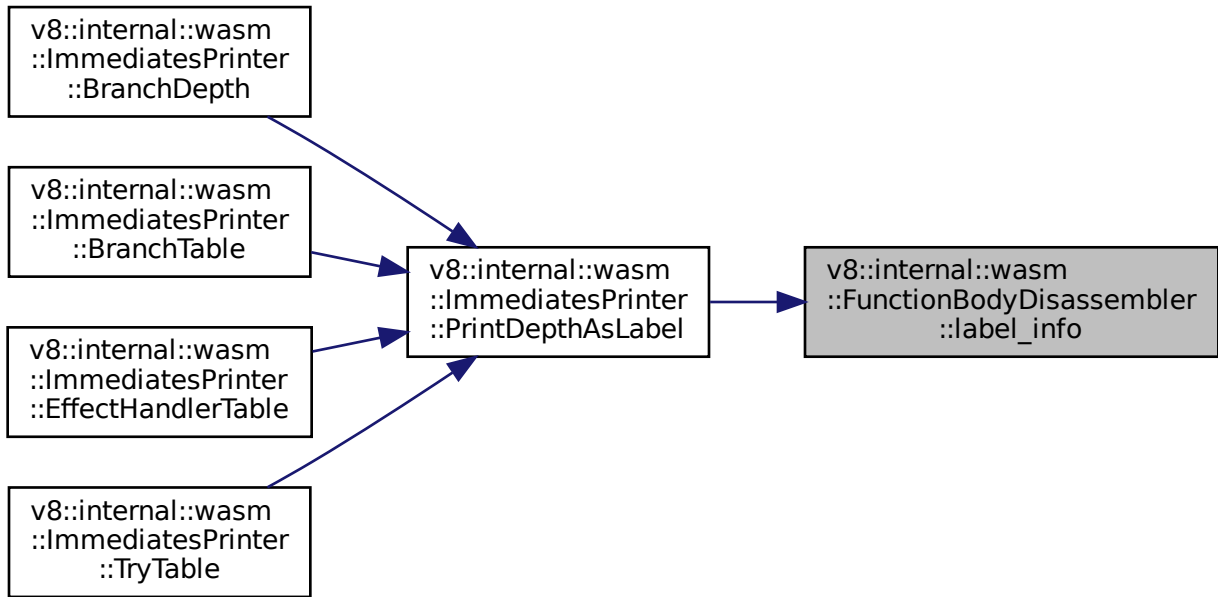 v8::internal::wasm
::ImmediatesPrinter
::BranchDepth
v8::internal::wasm
::ImmediatesPrinter
::BranchTable
v8::internal::wasm
::ImmediatesPrinter
::EffectHandlerTable
v8::internal::wasm
::ImmediatesPrinter
::TryTable
v8::internal::wasm
::ImmediatesPrinter
::PrintDepthAsLabel
v8::internal::wasm
::FunctionBodyDisassembler
::label_info